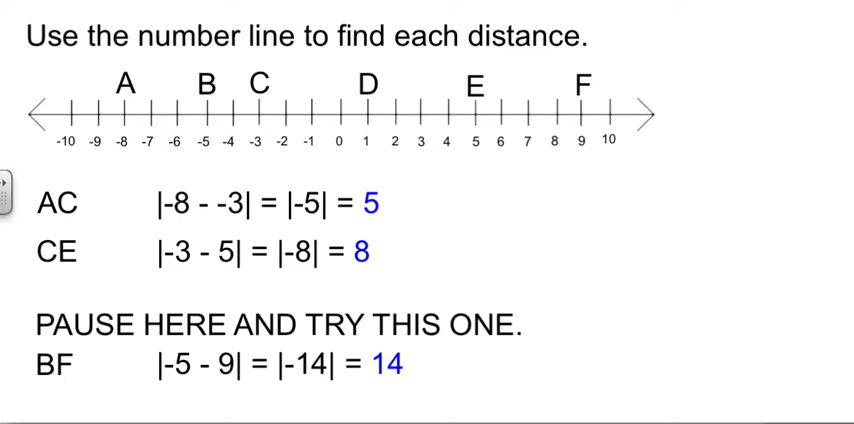 Use the number line to find each distance.
A B C D E F
-10 -9 -8 -7 -6 -5 -4 -3 -2 -1 0 1 2 3 4 5 6 7 8 9 10
AC |-8 - -3| = |-5| = 5
CE |-3 - 5| = |-8| = 8
PAUSE HERE AND TRY THIS ONE.
BF |-5 - 9| = |-14| = 14